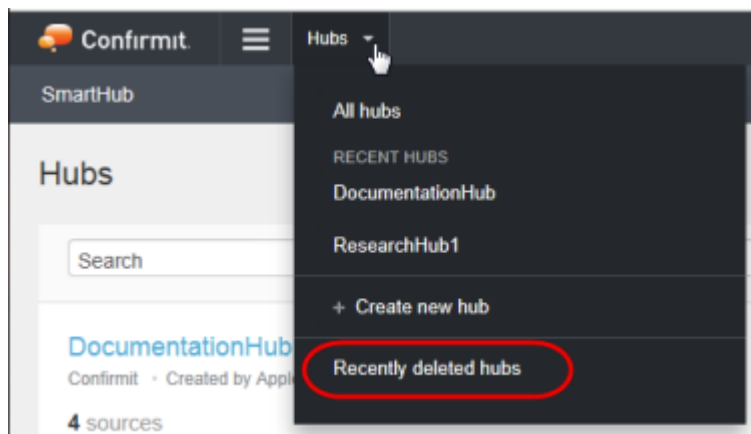 Confirmit.
Hubs
SmartHub
All hubs
RECENT HUBS
Hubs
DocumentationHub
ResearchHub1
Search
+ Create new hub
DocumentationHub
Recently deleted hubs
Confirmit • Created by
4 sources